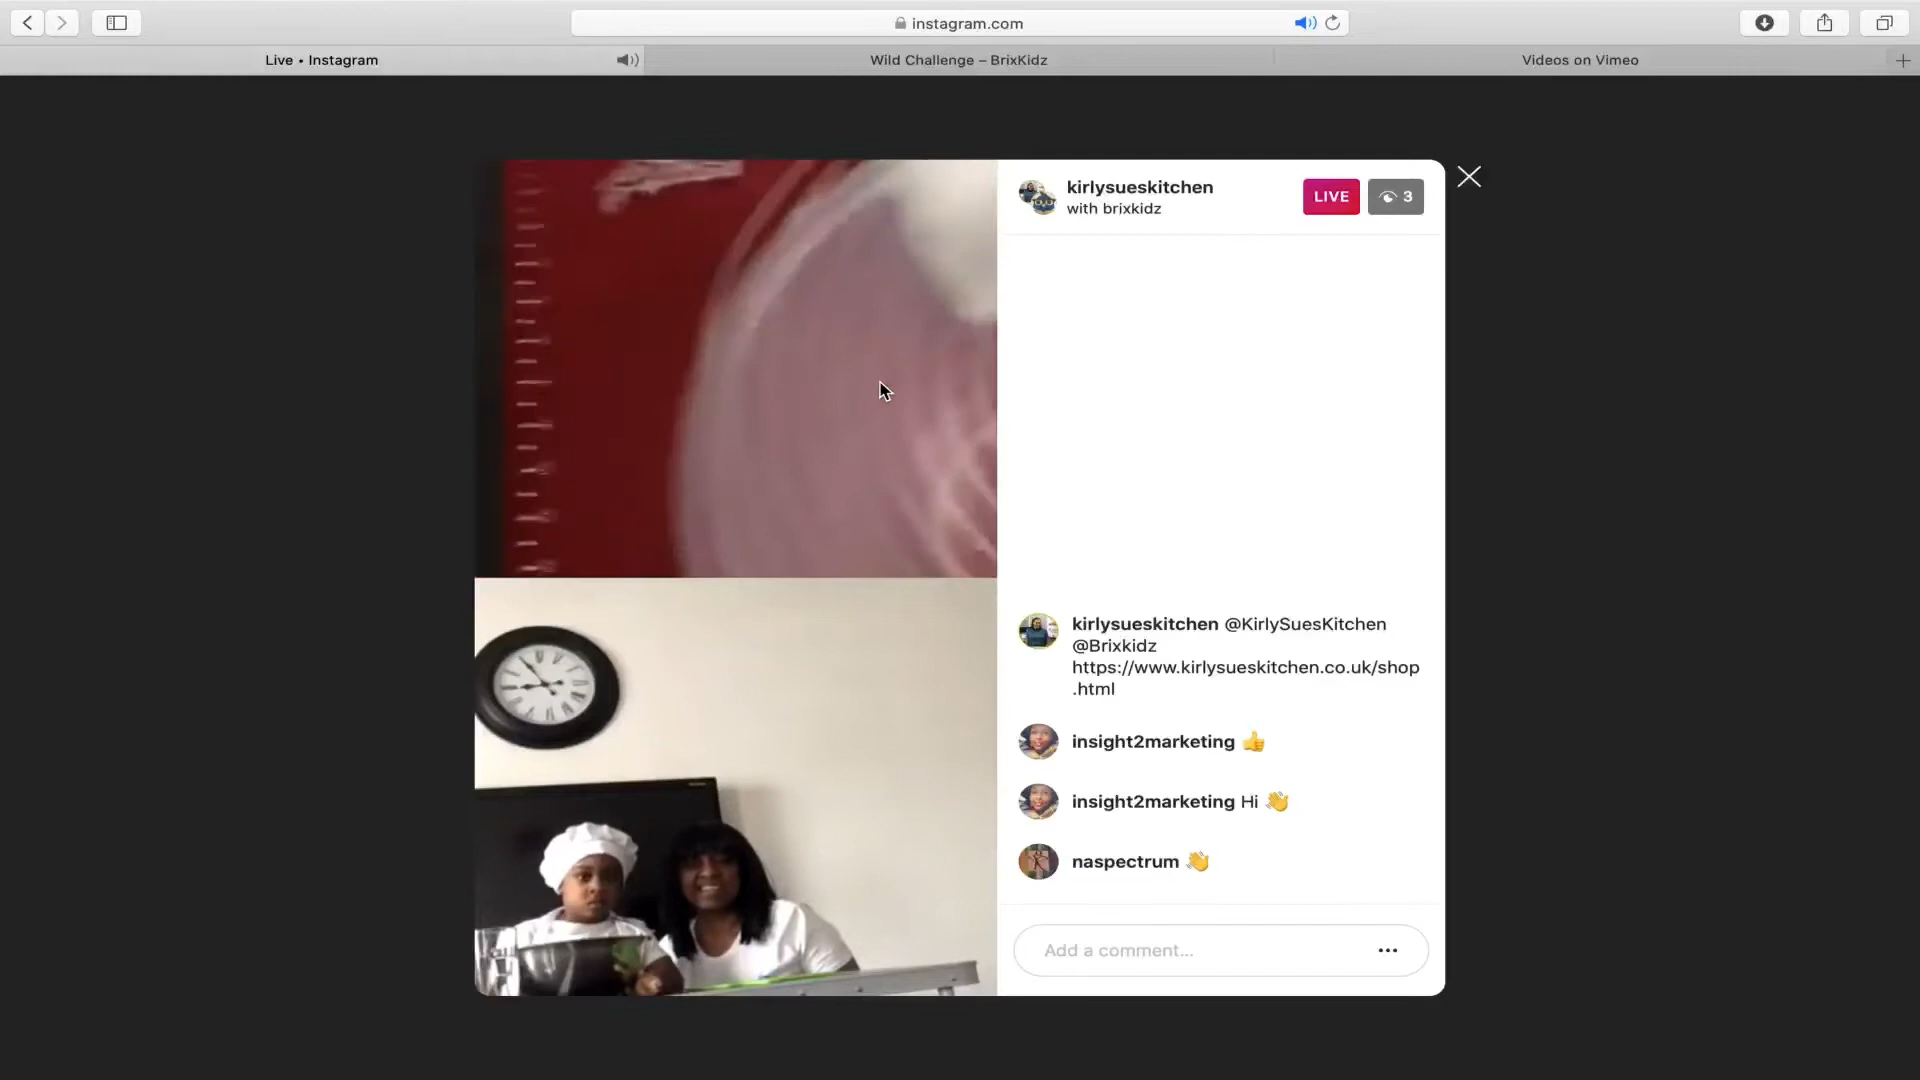 instagram.com
Live • Instagram
Wild Challenge – BrixKidz
Videos on Vimeo
kirlysueskitchen
with brixkidz
LIVE
3
kirlysueskitchen @KirlySuesKitchen
@Brixkidz
https://www.kirlysueskitchen.co.uk/shop
.html
insight2marketing 👍
insight2marketing Hi 👋
naspectrum 👋
Add a comment...